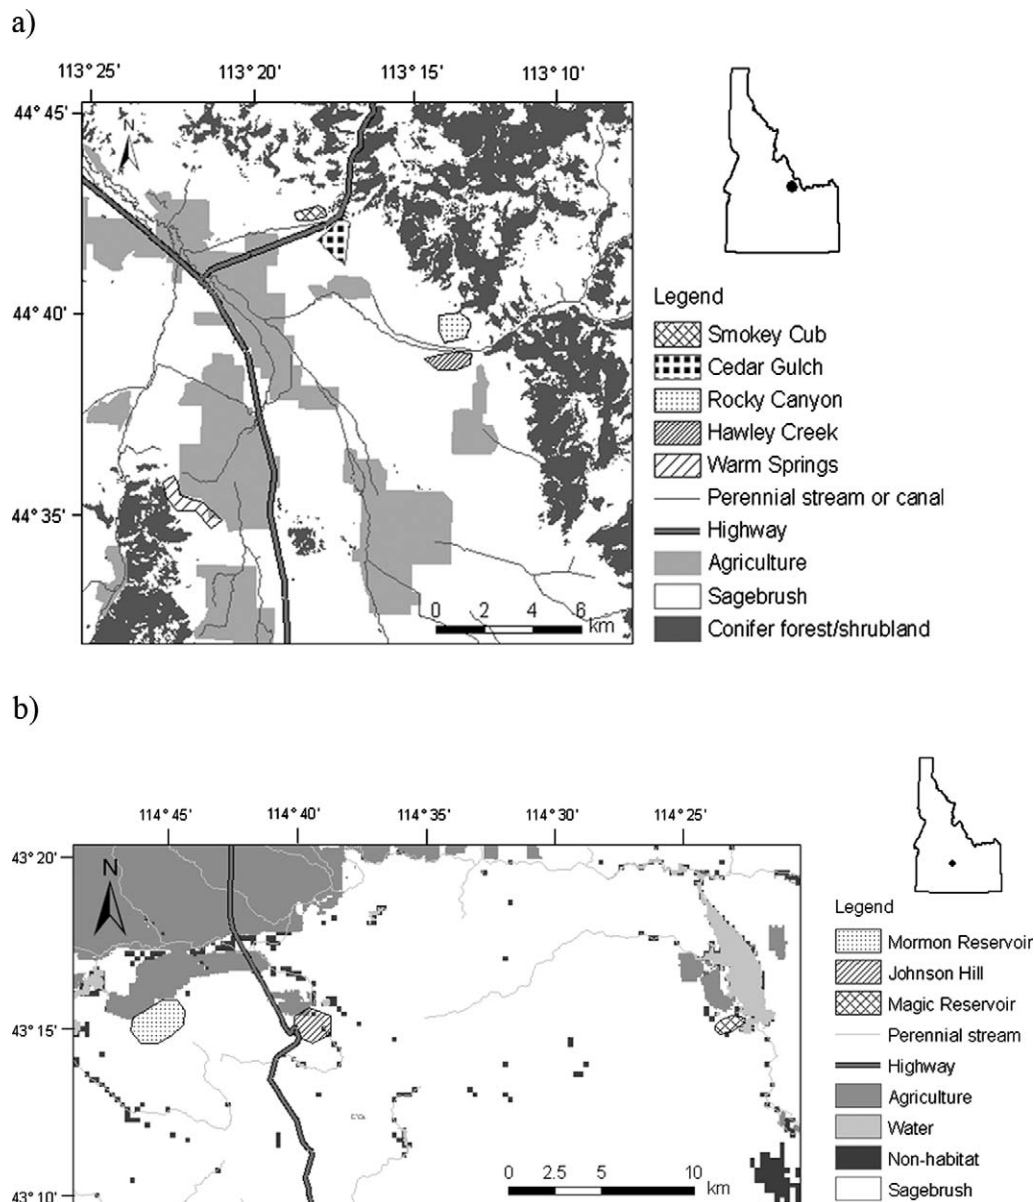 a)
113° 25' 113° 20' 113° 15' 113° 10'
44° 45'
N
44° 40'
44° 35'
0 2 4 6
km
Legend
Smokey Cub
Cedar Gulch
Rocky Canyon
Hawley Creek
Warm Springs
Perennial stream or canal
Highway
Agriculture
Sagebrush
Conifer forest/shrubland
b)
114° 45' 114° 40' 114° 35' 114° 30' 114° 25'
43° 20'
N
43° 15'
43° 10'
0 2.5 5 10
km
Legend
Mormon Reservoir
Johnson Hill
Magic Reservoir
Perennial stream
Highway
Agriculture
Water
Non-habitat
Sagebrush